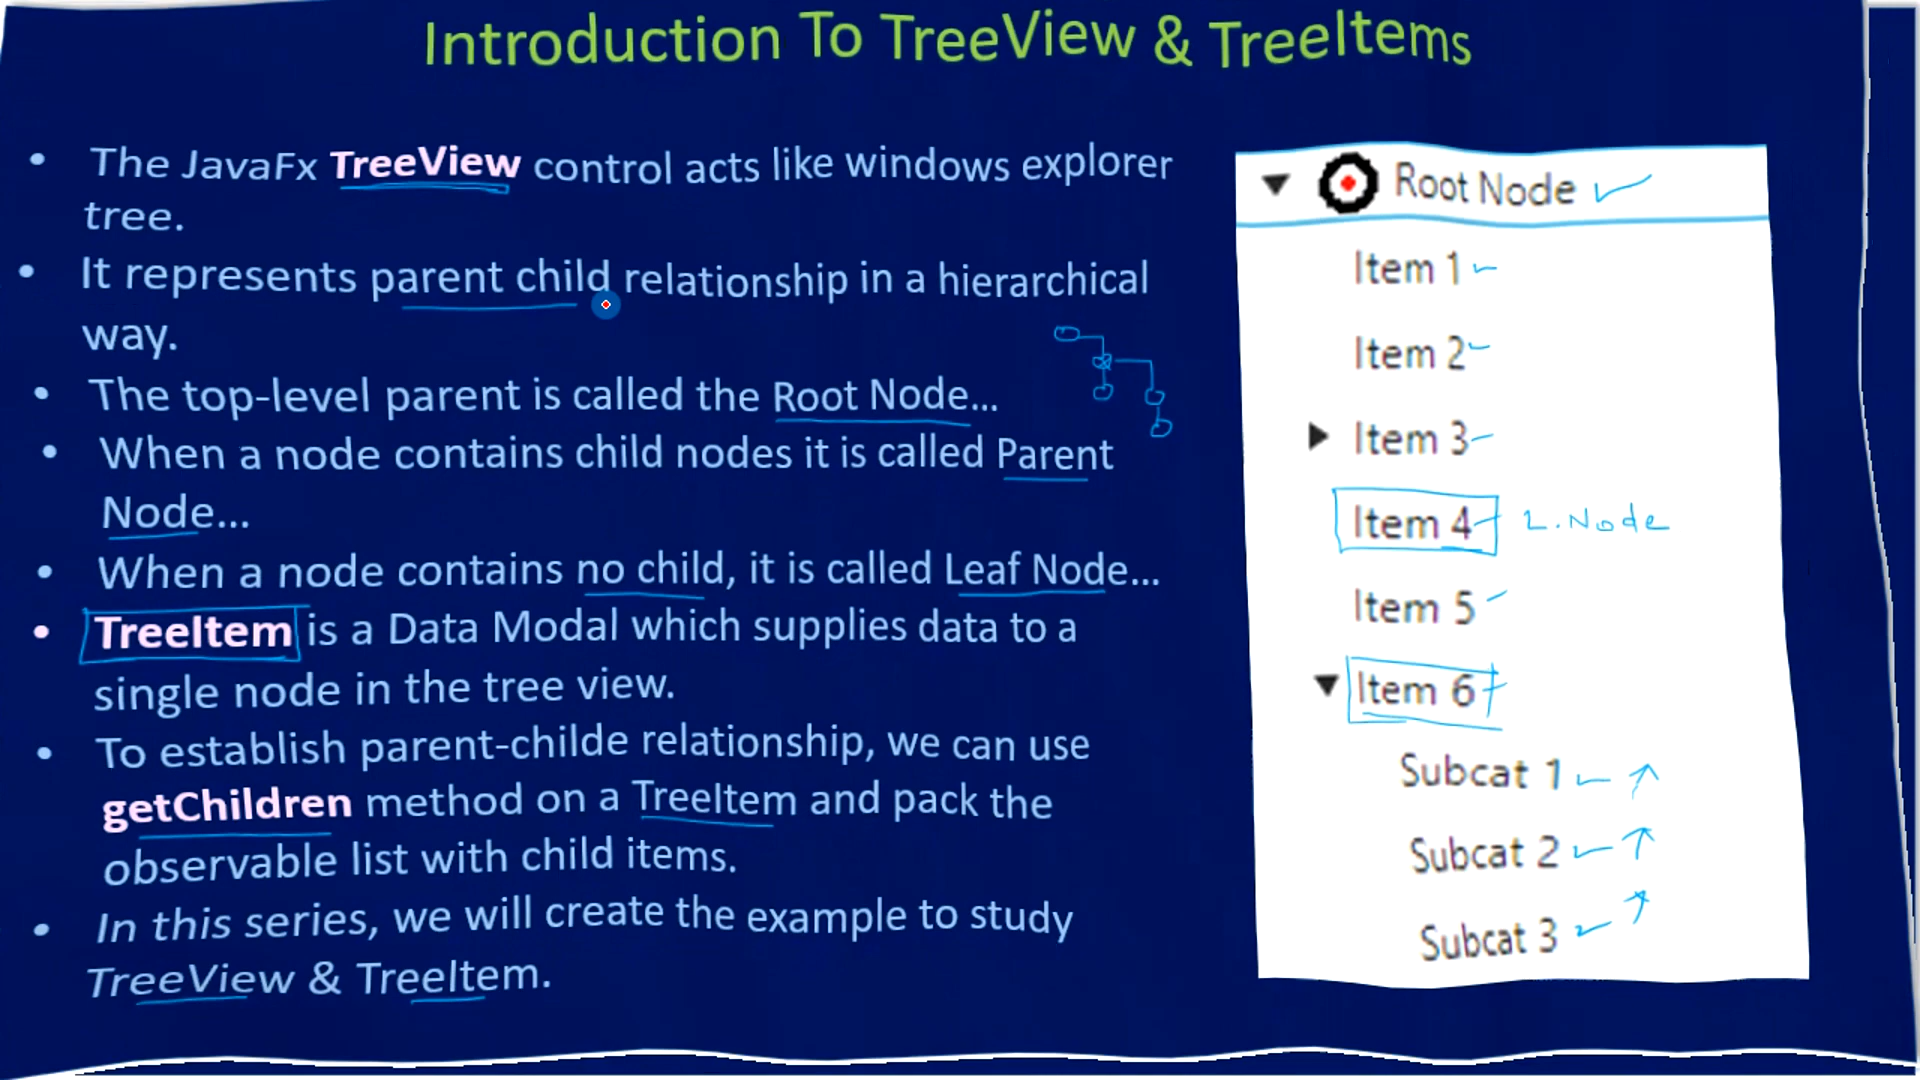 Introduction To TreeView & TreeItems
• The JavaFx TreeView control acts like windows explorer
tree.
• It represents parent child relationship in a hierarchical
way.
• The top-level parent is called the Root Node...
• When a node contains child nodes it is called Parent
Node...
• When a node contains no child, it is called Leaf Node...
• TreeItem is a Data Modal which supplies data to a
single node in the tree view.
• To establish parent-childe relationship, we can use
getChildren method on a TreeItem and pack the
observable list with child items.
• In this series, we will create the example to study
TreeView & TreeItem.
Root Node
Item 1
Item 2
Item 3
Item 4 L.Node
Item 5
Item 6
Subcat 1
Subcat 2
Subcat 3